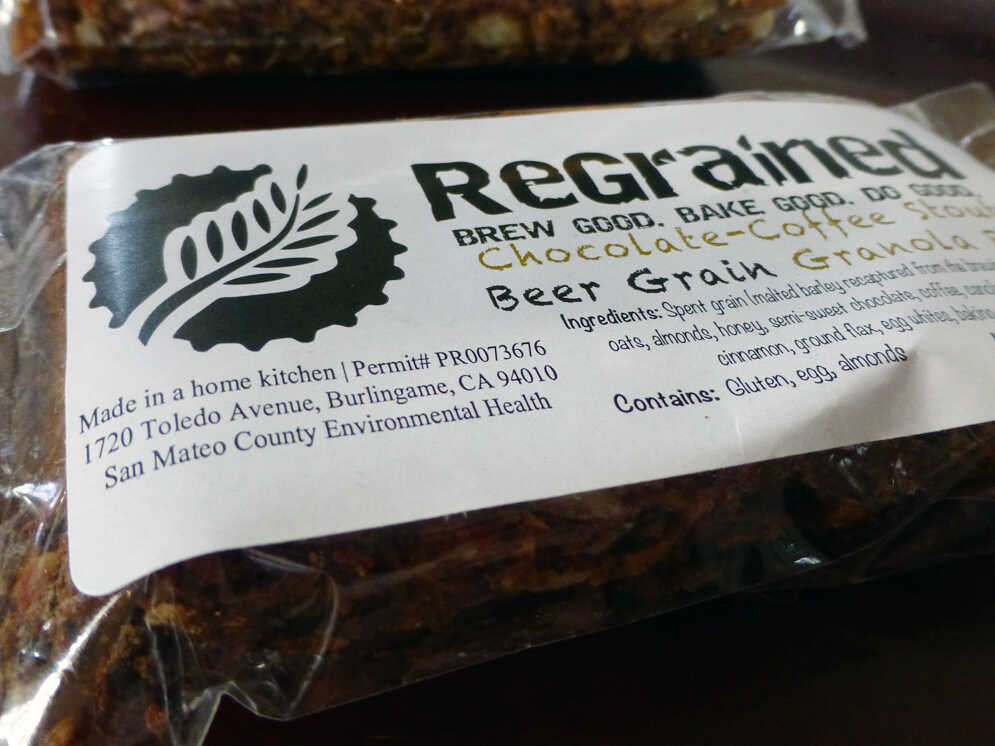 ReGrained
BREW GOOD. BAKE GOOD. DO GOOD.
Chocolate-Coffee Stout
Beer Grain Granola
Ingredients: Spent grain (malted barley recaptured from the
oats, almonds, honey, semi-sweet chocolate, coffee,
cinnamon, ground flax, egg whites, baking
Contains: Gluten, egg, almonds
Made in a home kitchen | Permit# PR0073676
1720 Toledo Avenue, Burlingame, CA 94010
San Mateo County Environmental Health